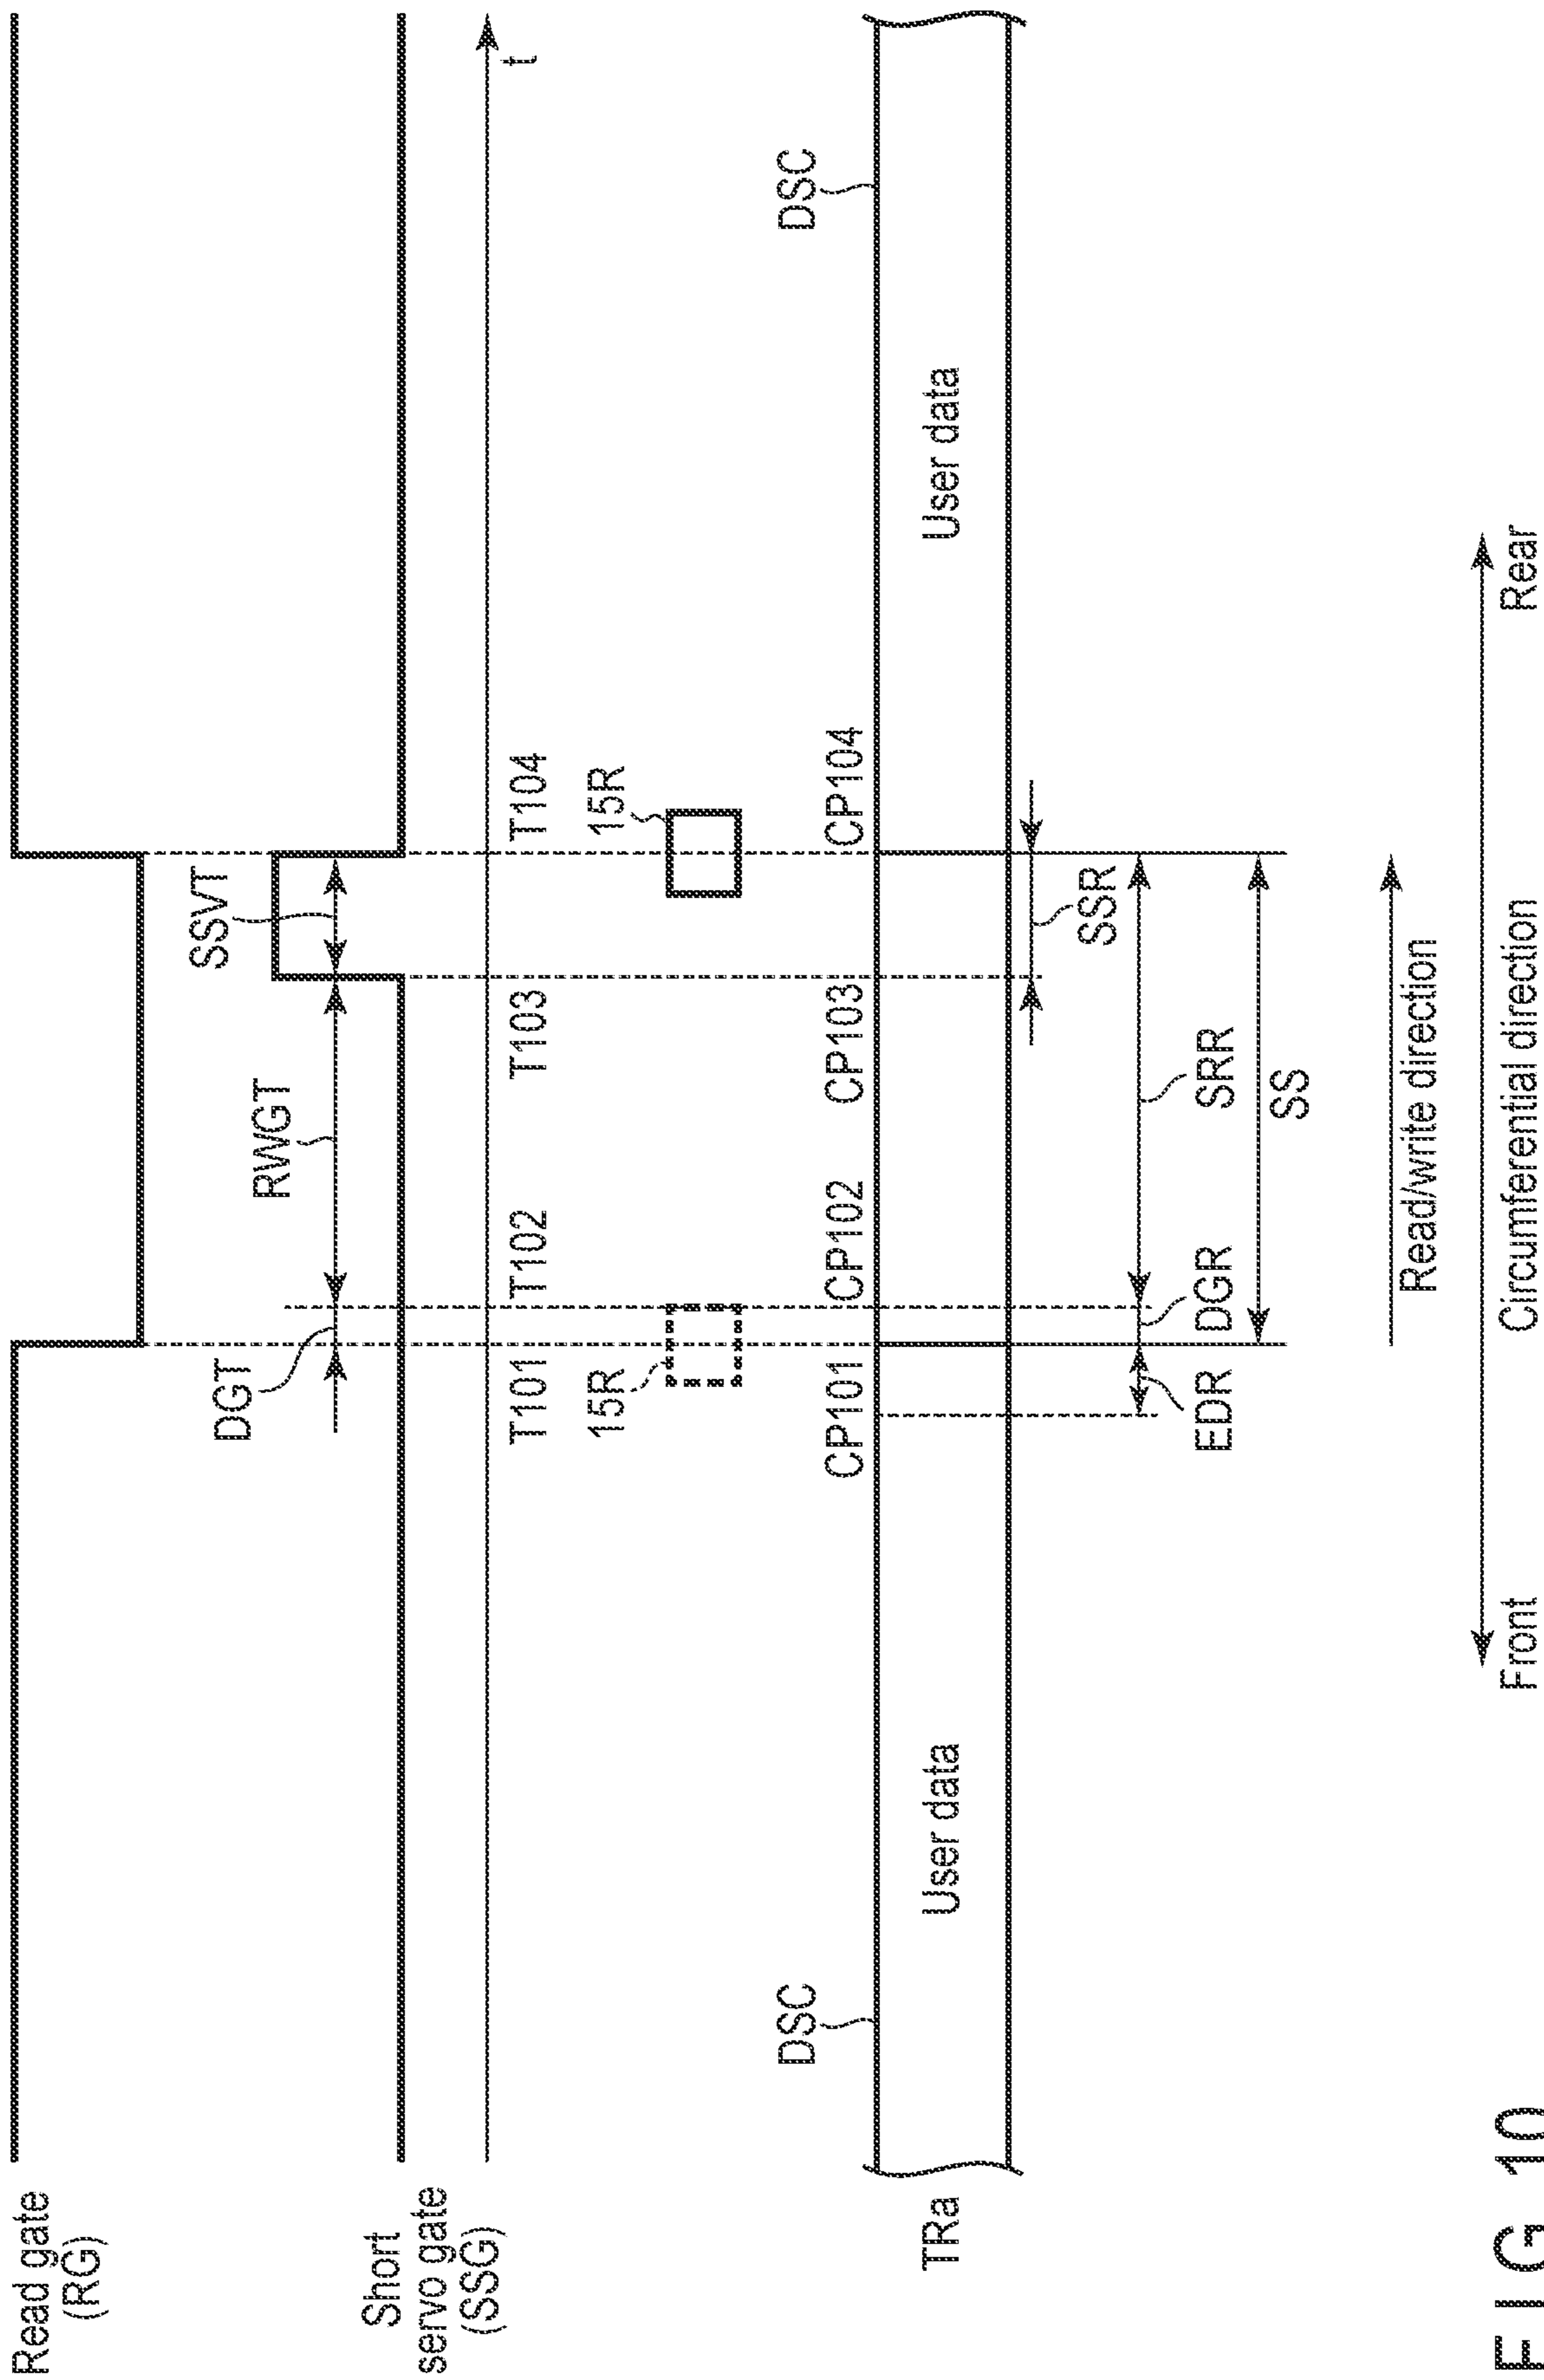 Read gate
(RG)
DGT
RWGT
SSVT
Short
servo gate
(SSG)
t
T101
T102
T103
T104
15R
15R
DSC
DSC
CP101
CP102
CP103
CP104
TRa
User data
User data
SSR
EDR
DGR
SRR
SS
Read/write direction
Front
Circumferential direction
Rear
FIG 10